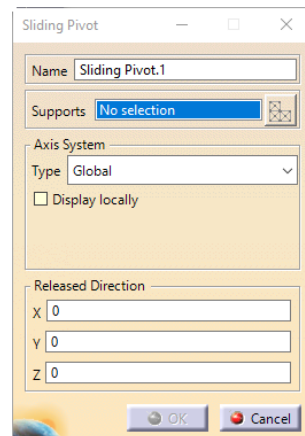 Sliding Pivot
Name Sliding Pivot.1
Supports No selection
Axis System
Type Global
Display locally
Released Direction
X 0
Y 0
Z 0
OK Cancel